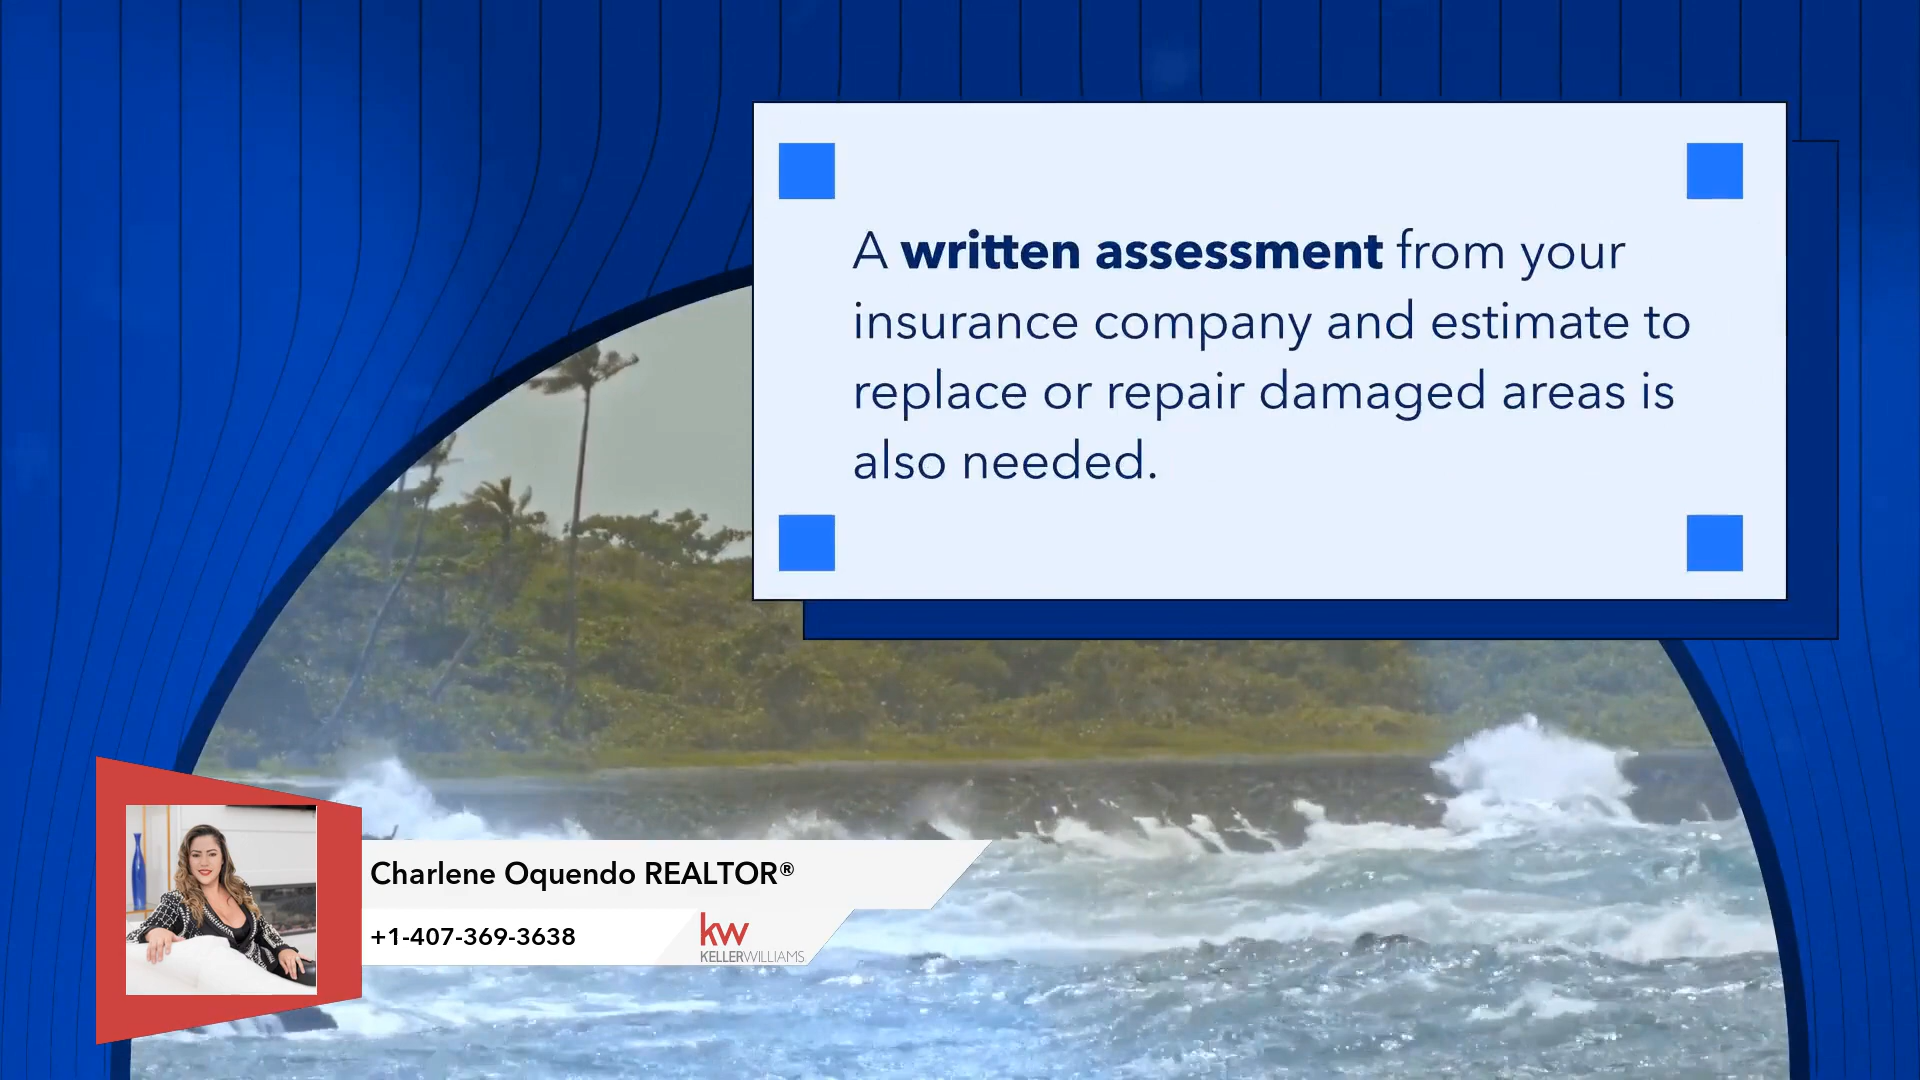 A written assessment from your
insurance company and estimate to
replace or repair damaged areas is
also needed.
Charlene Oquendo REALTOR®
+1-407-369-3638
kw
KELLERWILLIAMS.